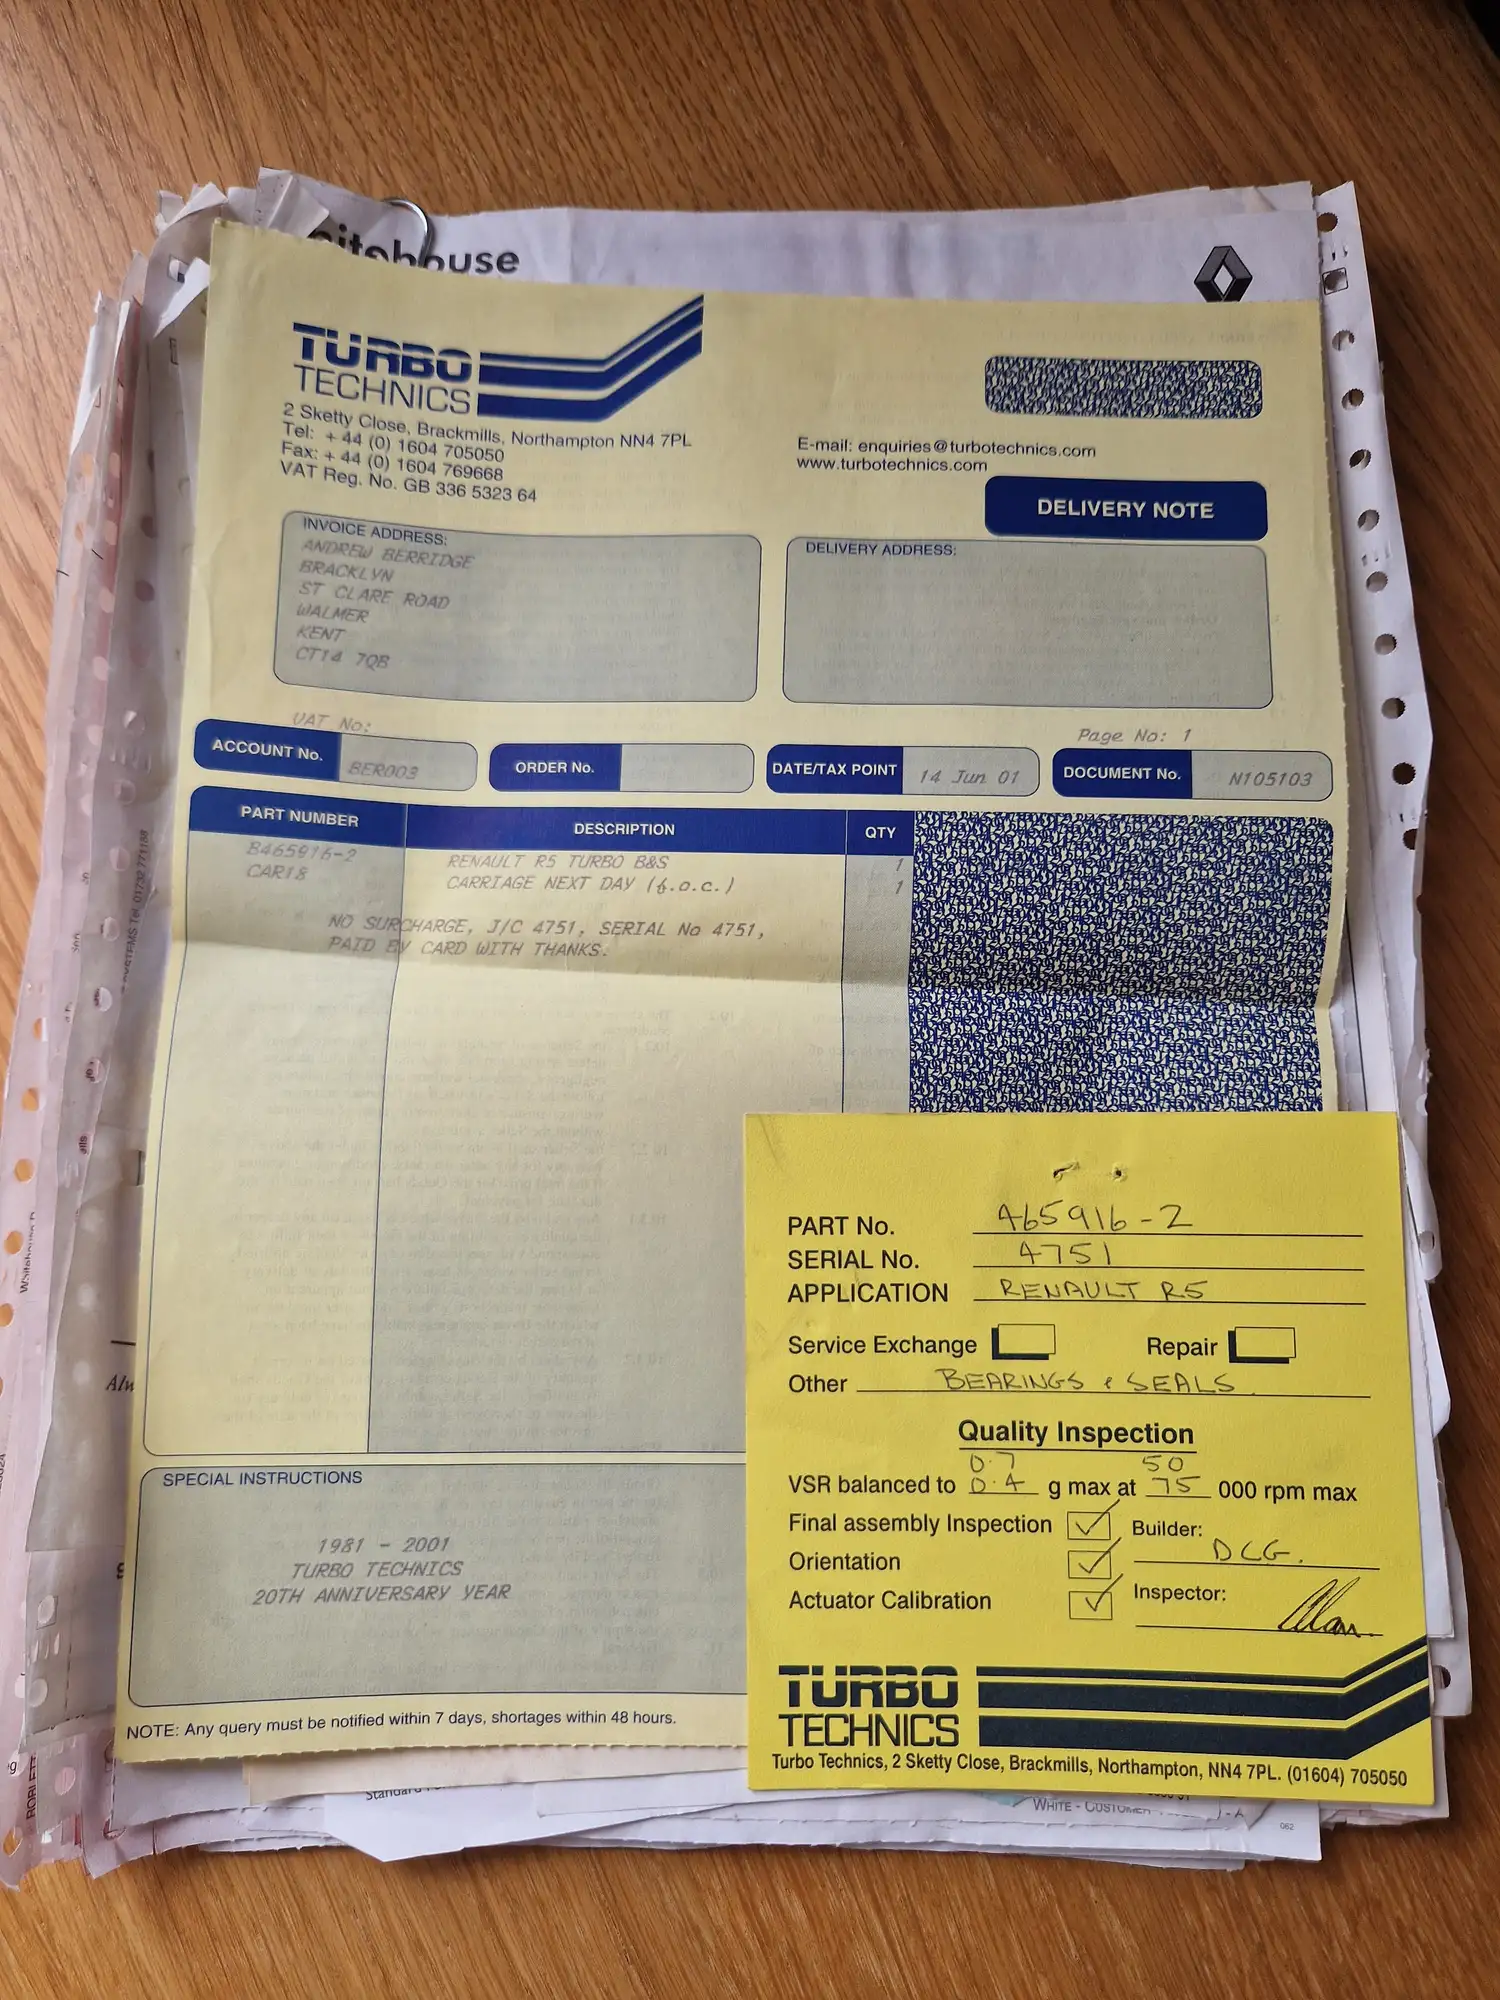 house
TURBO
TECHNICS
2 Sketty Close, Brackmills, Northampton NN4 7PL
Tel: + 44 (0) 1604 705050
Fax: + 44 (0) 1604 769668
VAT Reg. No. GB 336 5323 64
E-mail: enquiries@turbotechnics.com
www.turbotechnics.com
DELIVERY NOTE
INVOICE ADDRESS:
ANDREW BERRIDGE
BRACKLYN
ST CLARE ROAD
WALMER
KENT
CT14 7QB
DELIVERY ADDRESS:
VAT No:
Page No: 1
ACCOUNT No. BER003
ORDER No.
DATE/TAX POINT 14 Jun 01
DOCUMENT No. N105103
PART NUMBER DESCRIPTION QTY
B465916-2 RENAULT R5 TURBO B&S 1
CAR18 CARRIAGE NEXT DAY (6.o.c.) 1
NO SURCHARGE, J/C 4751, SERIAL No 4751,
PAID BY CARD WITH THANKS.
SPECIAL INSTRUCTIONS
1981 - 2001
TURBO TECHNICS
20TH ANNIVERSARY YEAR
NOTE: Any query must be notified within 7 days, shortages within 48 hours.
PART No. 465916-2
SERIAL No. 4751
APPLICATION RENAULT R5
Service Exchange Repair
Other BEARINGS & SEALS
Quality Inspection
0.7 50
VSR balanced to 0.4 g max at 75 000 rpm max
Final assembly Inspection Builder:
Orientation DCG.
Actuator Calibration Inspector:
TURBO
TECHNICS
Turbo Technics, 2 Sketty Close, Brackmills, Northampton, NN4 7PL. (01604) 705050
WHITE - CUSTOMER
062